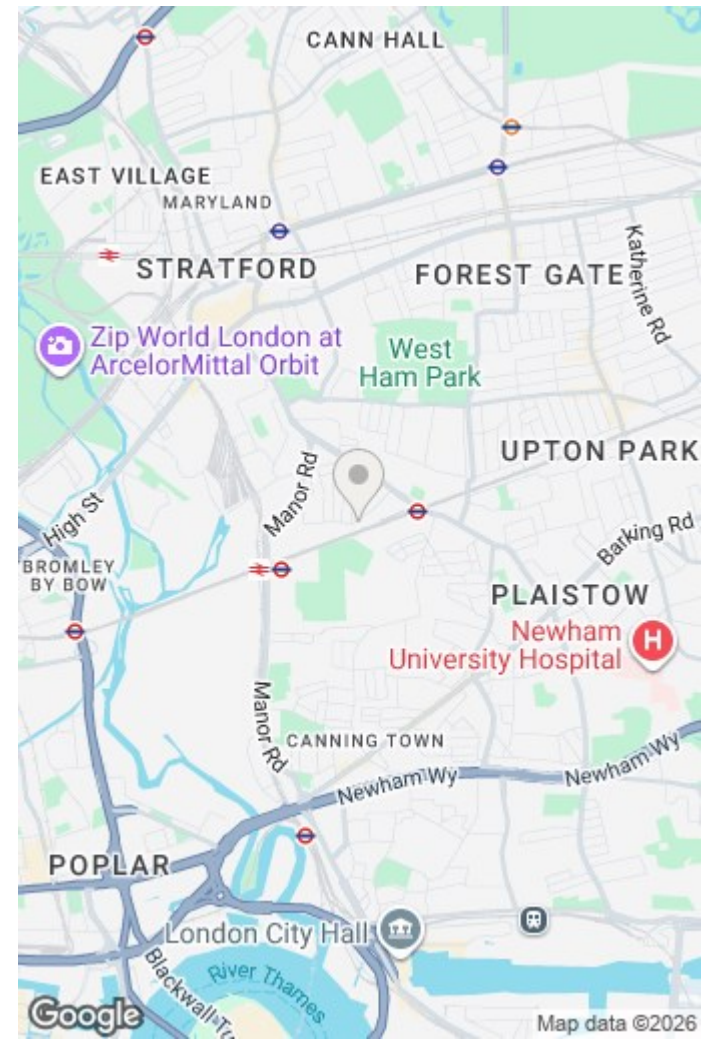 CANN HALL
EAST VILLAGE
MARYLAND
STRATFORD
FOREST GATE
Katherine Rd
Zip World London at
ArcelorMittal Orbit
West
Ham Park
UPTON PARK
Manor Rd
High St
Barking Rd
BROMLEY
BY BOW
PLAISTOW
Newham
University Hospital
H
Manor Rd
CANNING TOWN
Newham Wy
Newham Wy
POPLAR
London City Hall
River Thames
Blackwall
Google
Map data ©2026